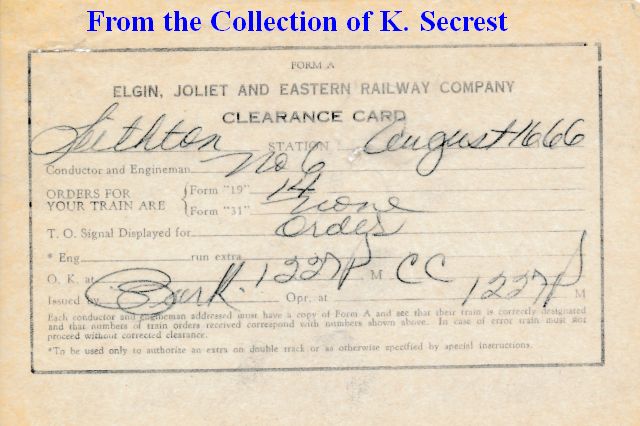 From the Collection of K. Secrest
FORM A
ELGIN, JOLIET AND EASTERN RAILWAY COMPANY
CLEARANCE CARD
Leithton STATION August 16 66
Conductor and Engineman No 6
ORDERS FOR YOUR TRAIN ARE { Form "19" 14
Form "31" none
T. O. Signal Displayed for Orders
* Eng. run extra
O. K. at 1227P M CC
Issued by Opr. at 1227P M
Each conductor and engineman addressed must have a copy of Form A and see that their train is correctly designated
and that numbers of train orders received correspond with numbers shown above. In case of error train must not
proceed without corrected clearance.
*To be used only to authorize an extra on double track or as otherwise specified by special instructions.